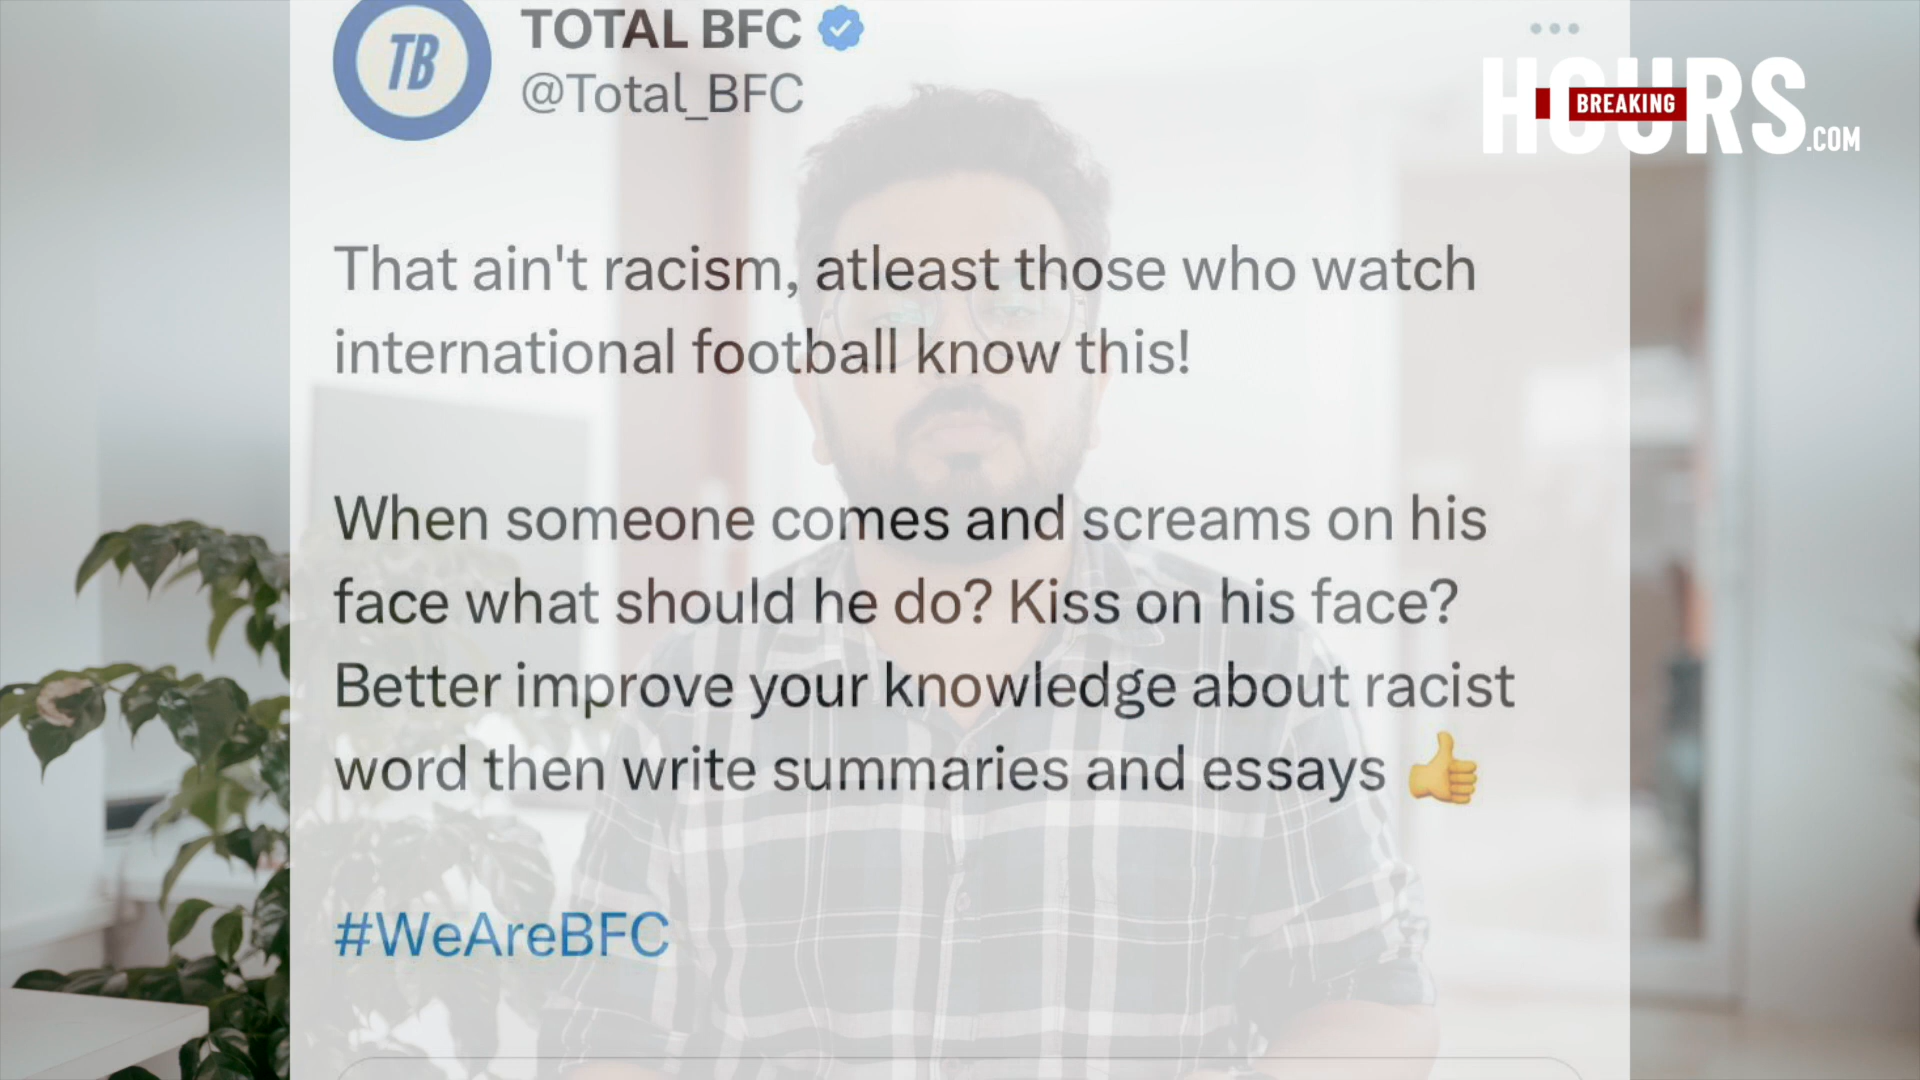 TB
TOTAL BFC
@Total_BFC
HOURS.COM
BREAKING
That ain't racism, atleast those who watch
international football know this!
When someone comes and screams on his
face what should he do? Kiss on his face?
Better improve your knowledge about racist
word then write summaries and essays 👍
#WeAreBFC